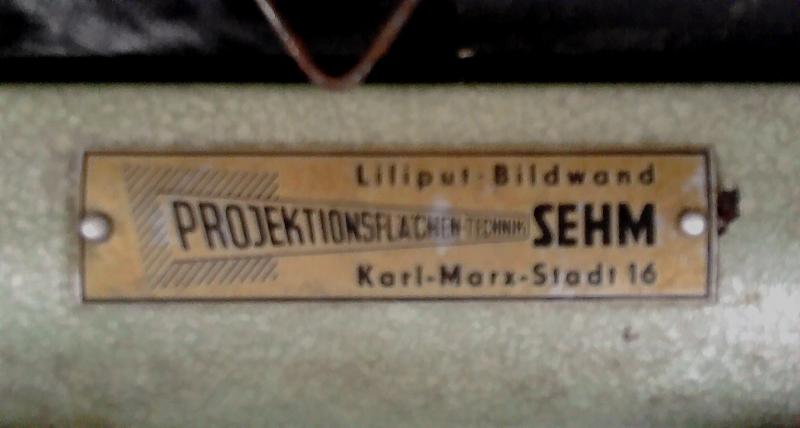 Liliput-Bildwand
PROJEKTIONSFLÄCHEN-TECHNIK SEHM
Karl-Marx-Stadt 16